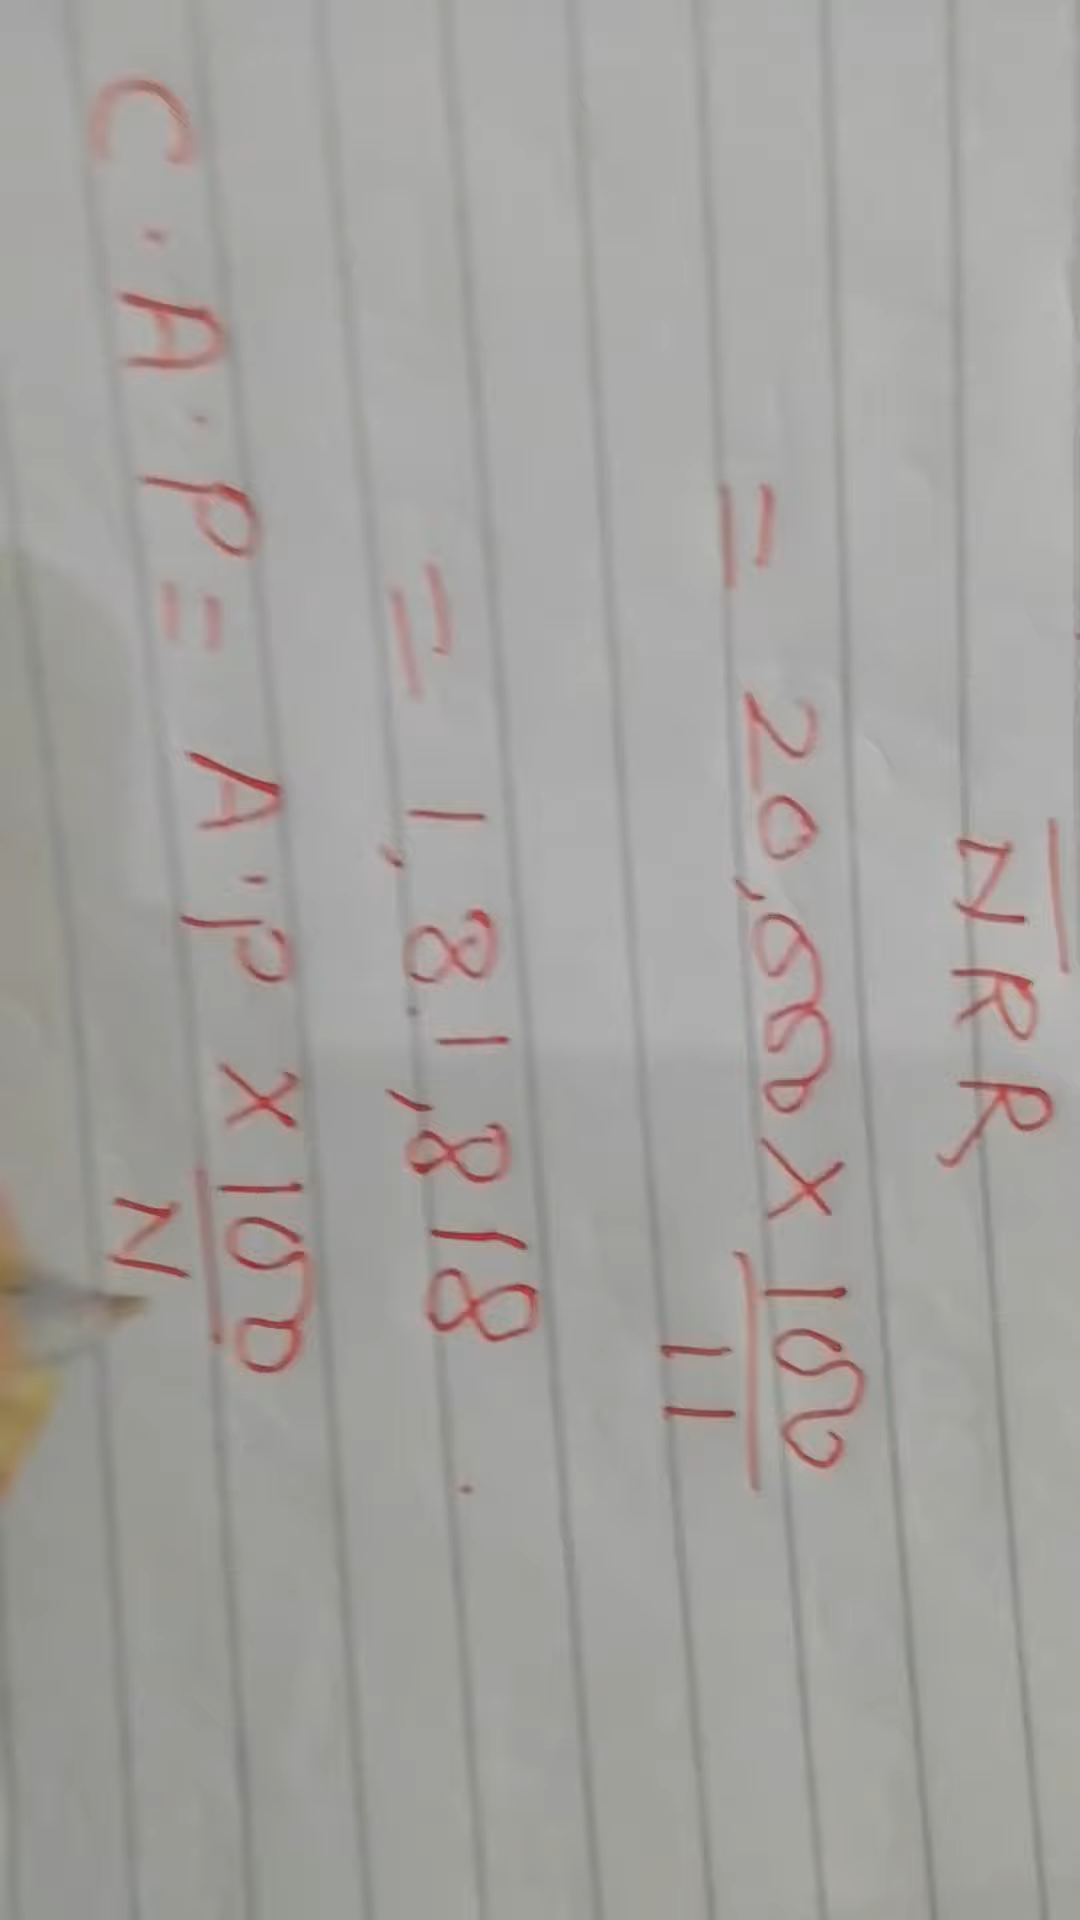 NRR
= 20,000 × 100
11
= 1,81,818
C.A.P = A.P × 100
N